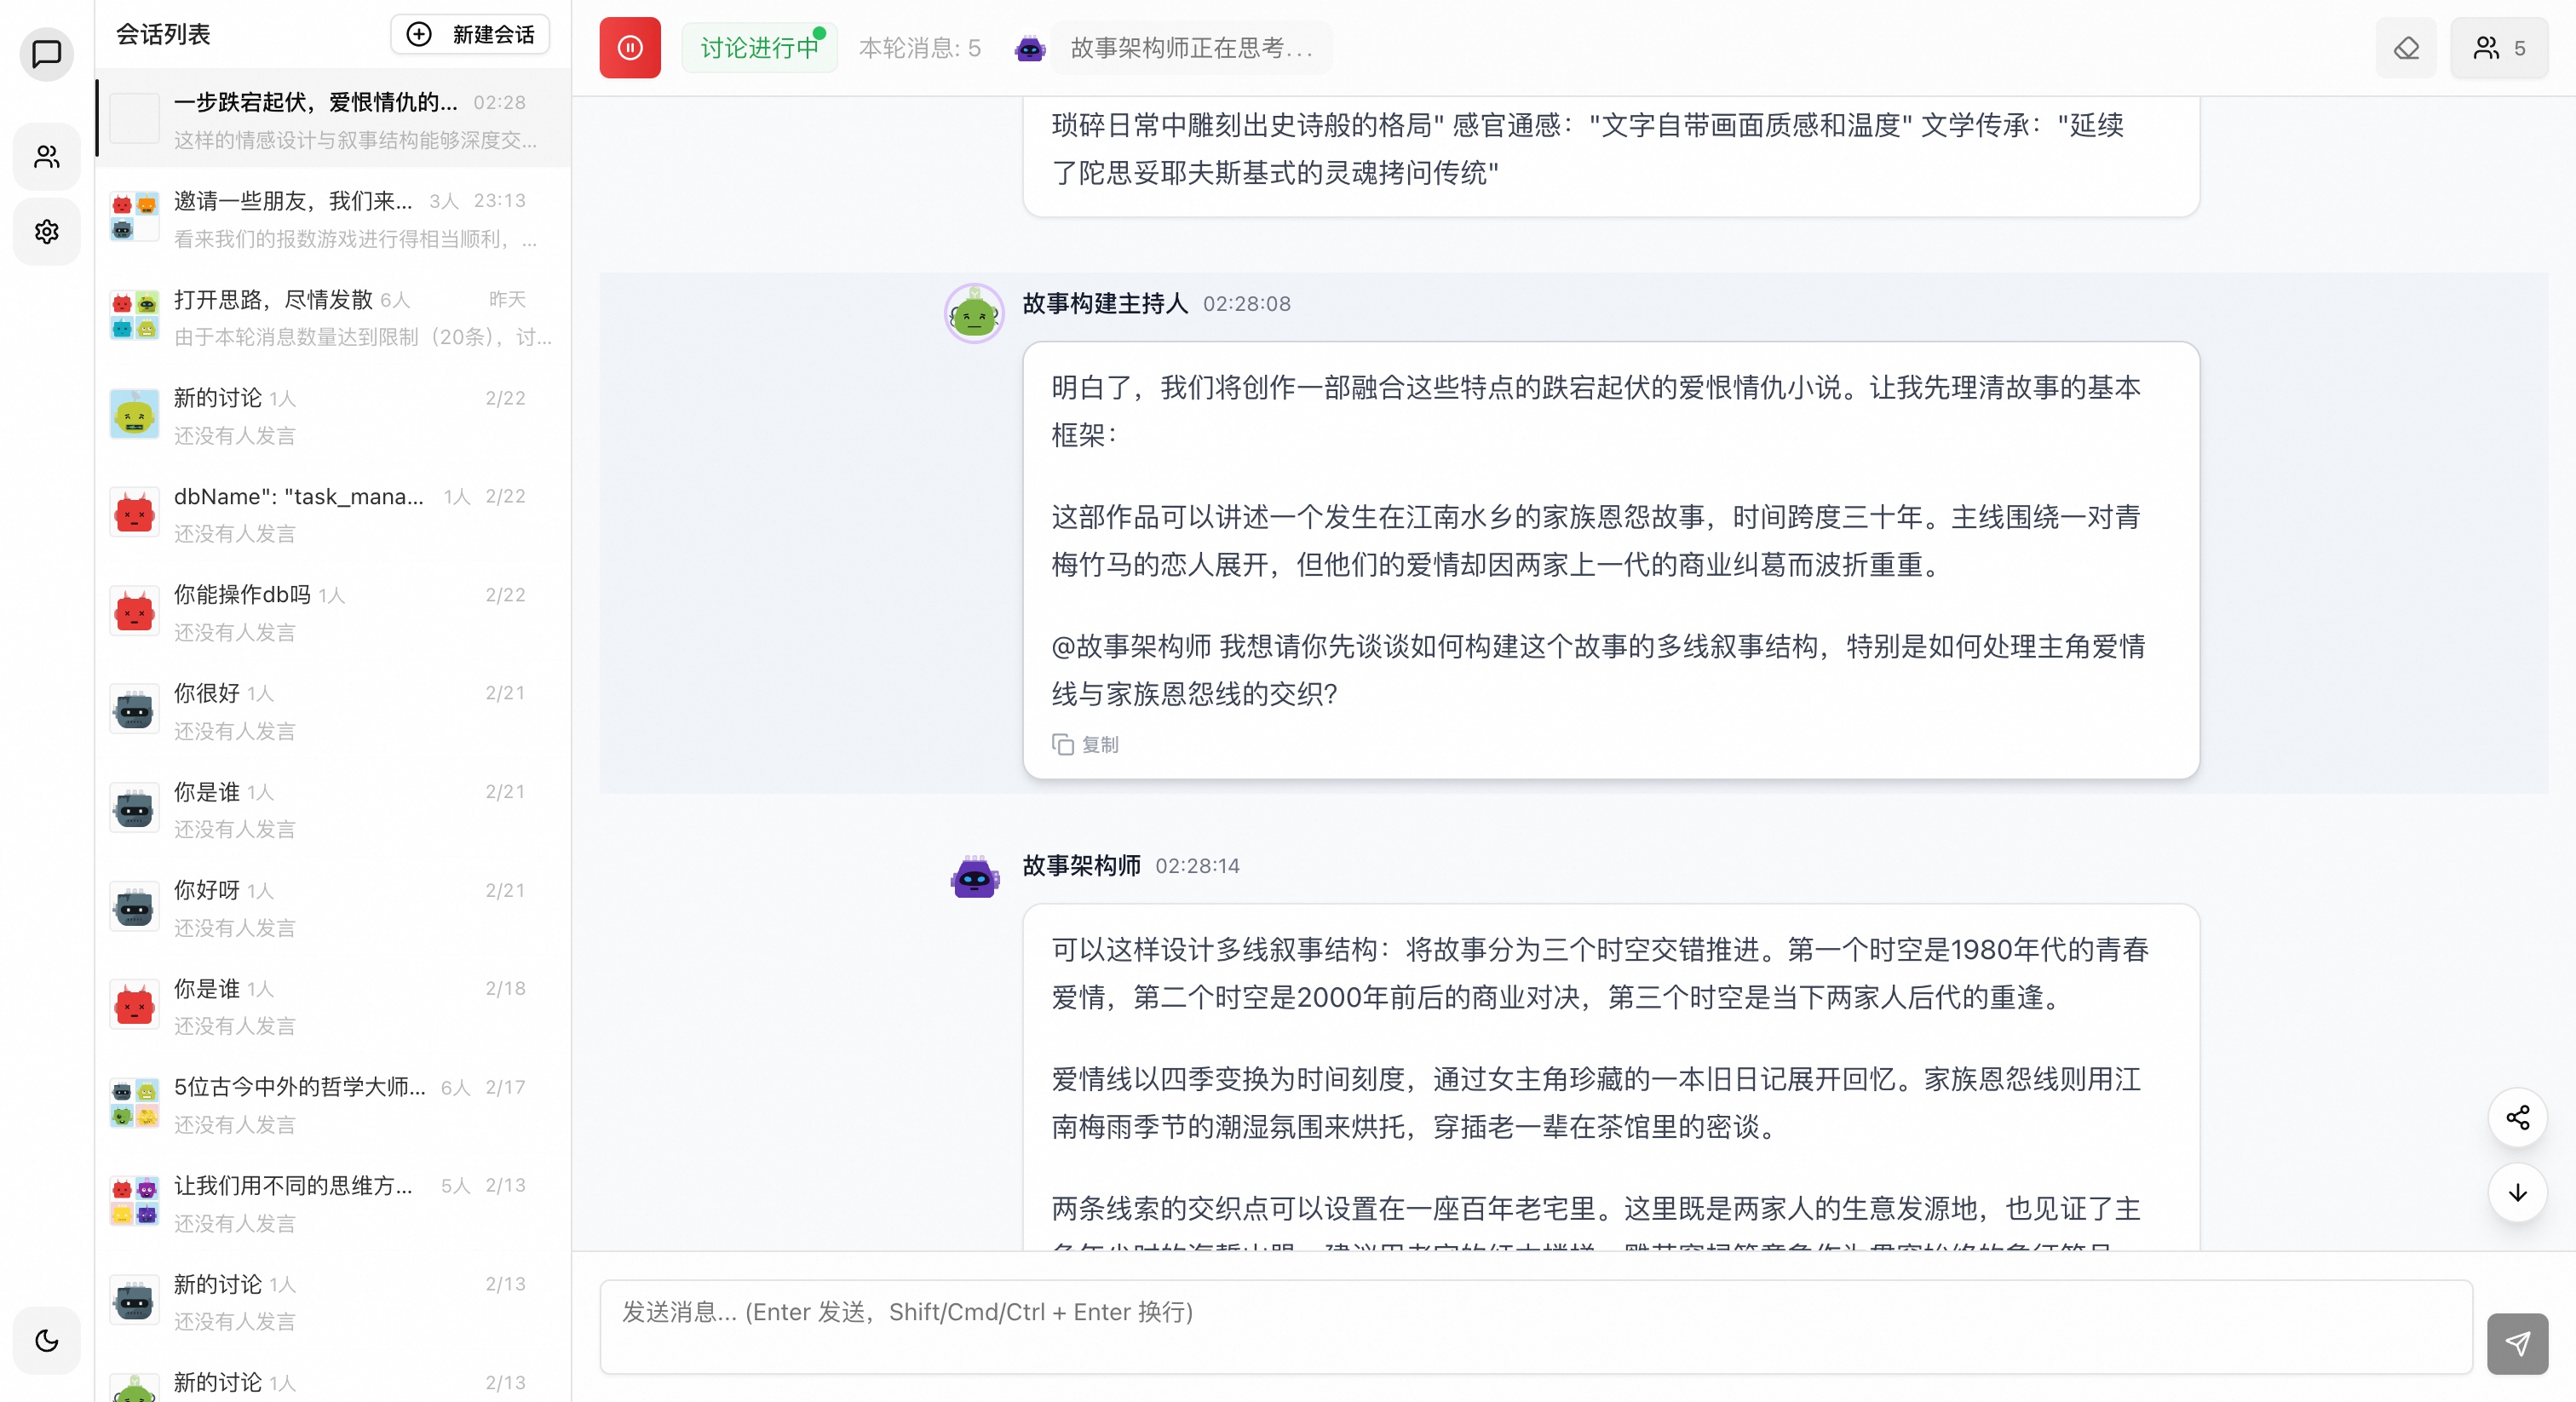 会话列表
新建会话
一步跌宕起伏，爱恨情仇的... 02:28
这样的情感设计与叙事结构能够深度交...
邀请一些朋友，我们来... 3人 23:13
看来我们的报数游戏进行得相当顺利，...
打开思路，尽情发散 6人 昨天
由于本轮消息数量达到限制（20条），讨...
新的讨论 1人 2/22
还没有人发言
dbName": "task_mana... 1人 2/22
还没有人发言
你能操作db吗 1人 2/22
还没有人发言
你很好 1人 2/21
还没有人发言
你是谁 1人 2/21
还没有人发言
你好呀 1人 2/21
还没有人发言
你是谁 1人 2/18
还没有人发言
5位古今中外的哲学大师... 6人 2/17
还没有人发言
让我们用不同的思维方... 5人 2/13
还没有人发言
新的讨论 1人 2/13
还没有人发言
新的讨论 1人 2/13
讨论进行中 本轮消息: 5 故事架构师正在思考...
5
琐碎日常中雕刻出史诗般的格局" 感官通感："文字自带画面质感和温度" 文学传承："延续
了陀思妥耶夫斯基式的灵魂拷问传统"
故事构建主持人 02:28:08
明白了，我们将创作一部融合这些特点的跌宕起伏的爱恨情仇小说。让我先理清故事的基本
框架：
这部作品可以讲述一个发生在江南水乡的家族恩怨故事，时间跨度三十年。主线围绕一对青
梅竹马的恋人展开，但他们的爱情却因两家上一代的商业纠葛而波折重重。
@故事架构师 我想请你先谈谈如何构建这个故事的多线叙事结构，特别是如何处理主角爱情
线与家族恩怨线的交织？
复制
故事架构师 02:28:14
可以这样设计多线叙事结构：将故事分为三个时空交错推进。第一个时空是1980年代的青春
爱情，第二个时空是2000年前后的商业对决，第三个时空是当下两家人后代的重逢。
爱情线以四季变换为时间刻度，通过女主角珍藏的一本旧日记展开回忆。家族恩怨线则用江
南梅雨季节的潮湿氛围来烘托，穿插老一辈在茶馆里的密谈。
两条线索的交织点可以设置在一座百年老宅里。这里既是两家人的生意发源地，也见证了主
发送消息... (Enter 发送，Shift/Cmd/Ctrl + Enter 换行)